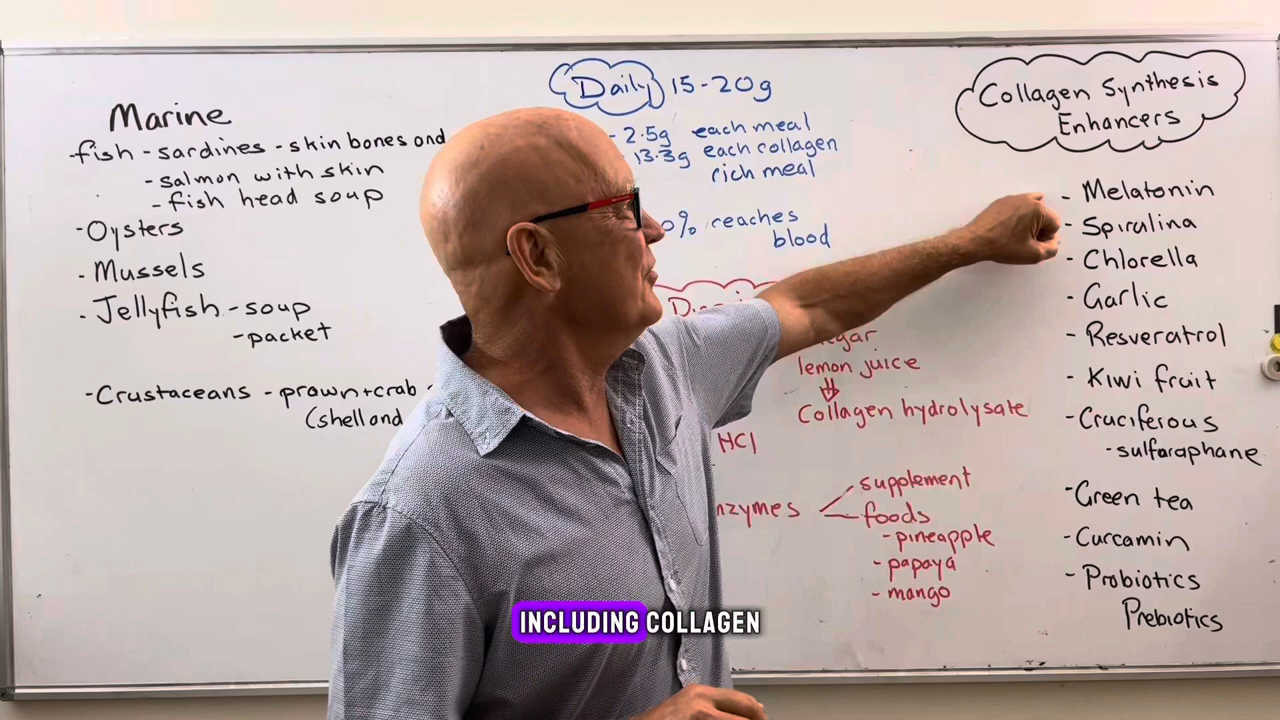 Marine
- fish - sardines - skin bones and
- salmon with skin
- fish head soup
- Oysters
- Mussels
- Jellyfish - soup
- packet
- Crustaceans - prawn + crab
(shell and
Daily 15-20g
- 2.5g each meal
- 13.3g each collagen
rich meal
0% reaches
blood
lemon juice
Collagen hydrolysate
HCl
supplement
foods
- pineapple
- papaya
- mango
Collagen Synthesis
Enhancers
- Melatonin
- Spirulina
- Chlorella
- Garlic
- Resveratrol
- Kiwi fruit
- Cruciferous
- sulforaphane
- Green tea
- Curcamin
- Probiotics
Prebiotics
INCLUDING COLLAGEN